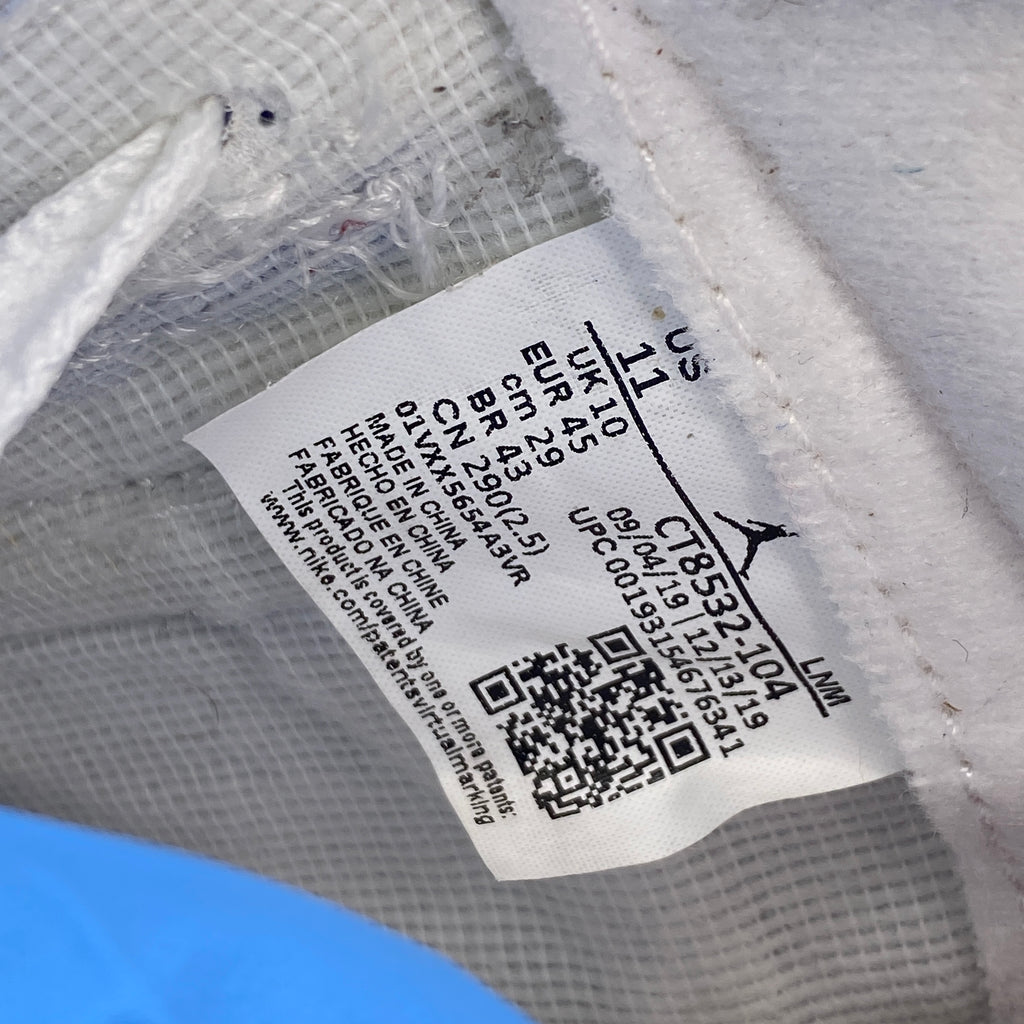 US
11
LNM
UK 10
EUR 45
cm 29
BR 43
CN 290(2.5)
01VXX5654A3VR
MADE IN CHINA
HECHO EN CHINA
FABRIQUE EN CHINE
FABRICADO NA CHINA
This product is covered by one or more patents:
www.nike.com/patentsvirtualmarking
CT8532-104
09/04/19 | 12/13/19
UPC 00193154676341